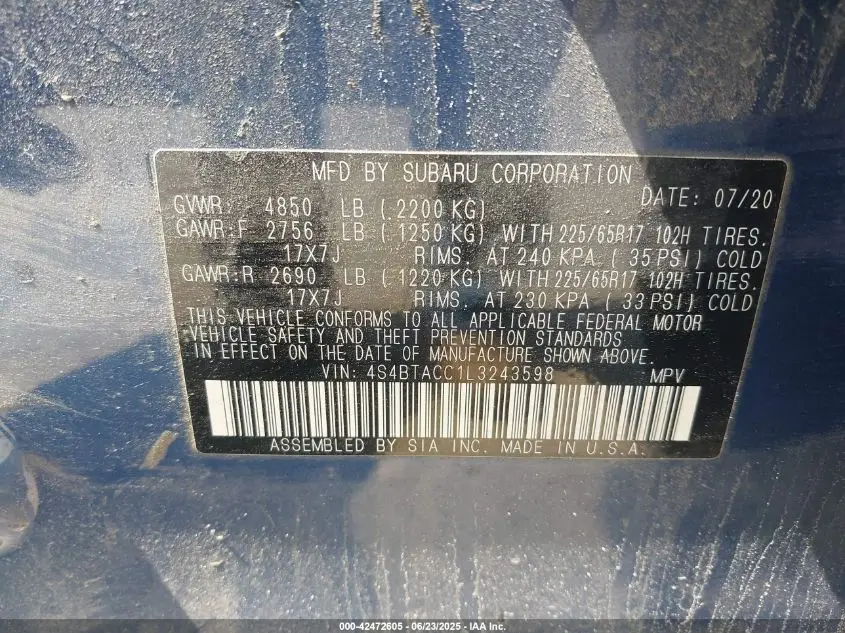 MFD BY SUBARU CORPORATION
DATE: 07/20
GVWR: 4850 LB (.2200 KG)
GAWR:F 2756 LB ( 1250 KG) WITH 225/65R17 102H TIRES.
17X7J RIMS, AT 240 KPA. ( 35 PSI) COLD
GAWR:R 2690 LB ( 1220 KG) WITH 225/65R17 102H TIRES.
17X7J RIMS, AT 230 KPA ( 33 PSI) COLD
THIS VEHICLE CONFORMS TO ALL APPLICABLE FEDERAL MOTOR
VEHICLE SAFETY AND THEFT PREVENTION STANDARDS
IN EFFECT ON THE DATE OF MANUFACTURE SHOWN ABOVE.
VIN: 4S4BTACC1L3243598 MPV
ASSEMBLED BY SIA INC. MADE IN U.S.A.
000-42472605 - 06/23/2025 - IAA Inc.